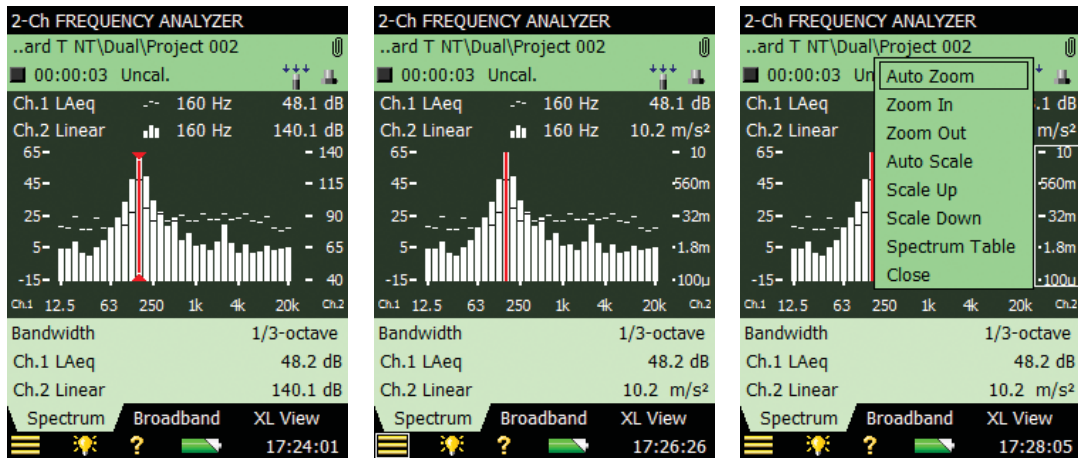 2-Ch FREQUENCY ANALYZER
..ard T NT\Dual\Project 002
00:00:03 Uncal.
Ch.1 LAeq 160 Hz 48.1 dB
Ch.2 Linear 160 Hz 140.1 dB
65 140
45 115
25 90
5 65
-15 40
Ch.1 12.5 63 250 1k 4k 20k Ch.2
Bandwidth 1/3-octave
Ch.1 LAeq 48.2 dB
Ch.2 Linear 140.1 dB
Spectrum Broadband XL View
? 17:24:01
2-Ch FREQUENCY ANALYZER
..ard T NT\Dual\Project 002
00:00:03 Uncal.
Ch.1 LAeq 160 Hz 48.1 dB
Ch.2 Linear 160 Hz 10.2 m/s²
65 10
45 560m
25 32m
5 1.8m
-15 100µ
Ch.1 12.5 63 250 1k 4k 20k Ch.2
Bandwidth 1/3-octave
Ch.1 LAeq 48.2 dB
Ch.2 Linear 10.2 m/s²
Spectrum Broadband XL View
? 17:26:26
2-Ch FREQUENCY ANALYZER
..ard T NT\Dual\Project 002
00:00:03 Un
Ch.1 LAeq .1 dB
Ch.2 Linear m/s²
Auto Zoom
Zoom In
Zoom Out
Auto Scale
Scale Up
Scale Down
Spectrum Table
Close
65 10
45 560m
25 32m
5 1.8m
-15 100µ
Ch.1 12.5 63 250 1k 4k 20k Ch.2
Bandwidth 1/3-octave
Ch.1 LAeq 48.2 dB
Ch.2 Linear 10.2 m/s²
Spectrum Broadband XL View
? 17:28:05